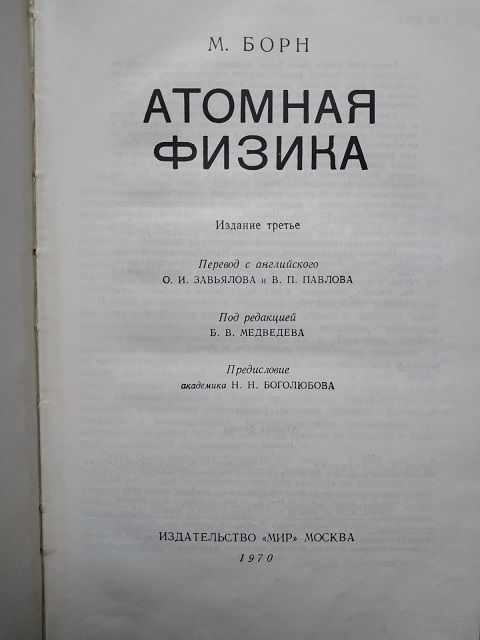 М. БОРН
АТОМНАЯ
ФИЗИКА
Издание третье
Перевод с английского
О. И. ЗАВЬЯЛОВА и В. П. ПАВЛОВА
Под редакцией
Б. В. МЕДВЕДЕВА
Предисловие
академика Н. Н. БОГОЛЮБОВА
ИЗДАТЕЛЬСТВО «МИР» МОСКВА
1970